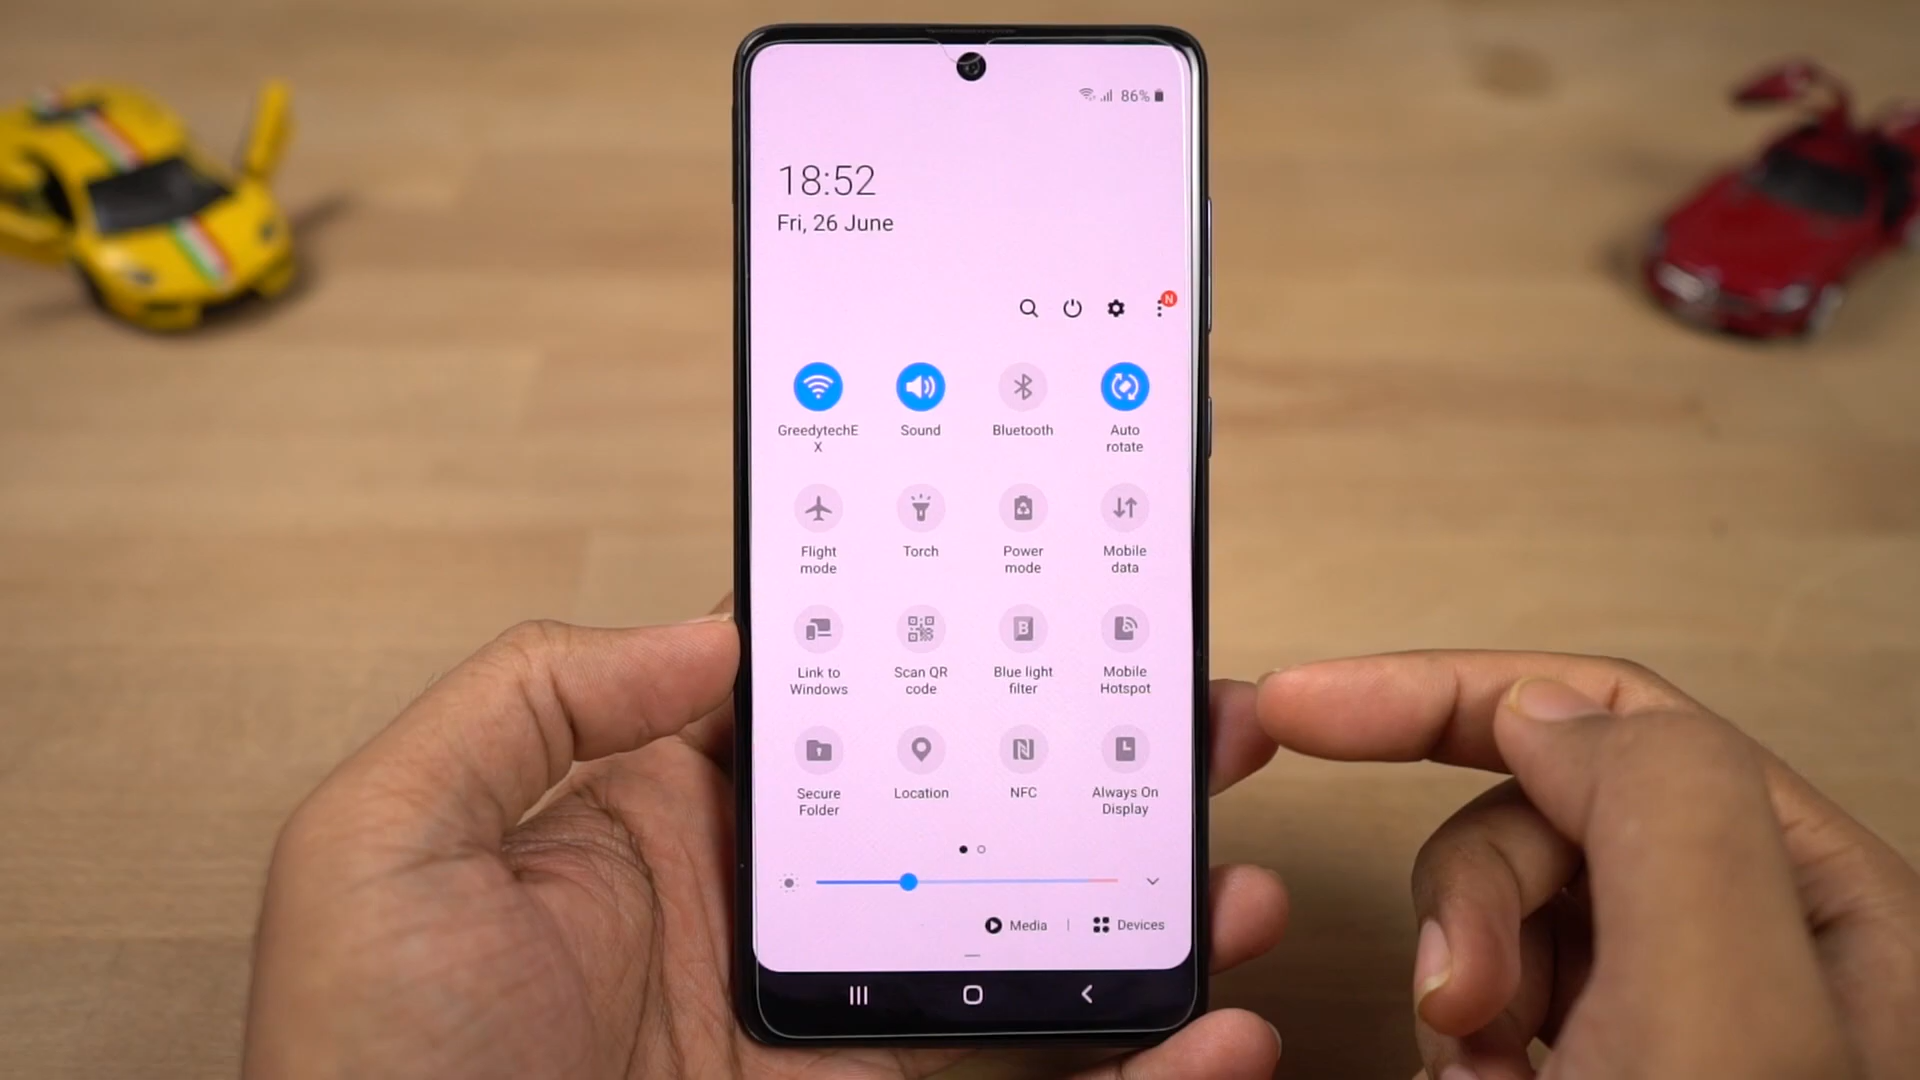 86%
18:52
Fri, 26 June
N
GreedytechE
X
Sound
Bluetooth
Auto
rotate
Flight
mode
Torch
Power
mode
Mobile
data
Link to
Windows
Scan QR
code
B
Blue light
filter
Mobile
Hotspot
Secure
Folder
Location
NFC
Always On
Display
Media | Devices